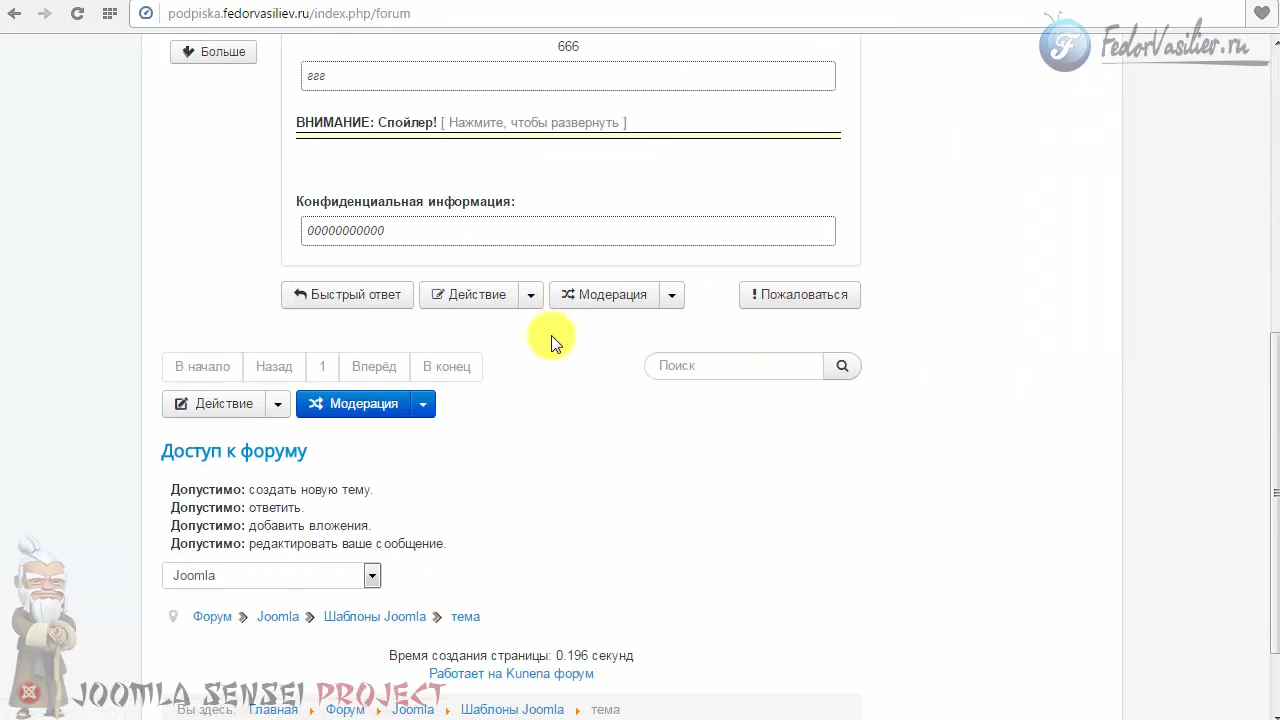 podpiska.fedorvasiliev.ru/index.php/forum
FedorVasiliev.ru
Больше
666
ггг
ВНИМАНИЕ: Спойлер! [ Нажмите, чтобы развернуть ]
Конфиденциальная информация:
00000000000
Быстрый ответ Действие Модерация Пожаловаться
В начало Назад 1 Вперёд В конец Поиск
Действие Модерация
Доступ к форуму
Допустимо: создать новую тему.
Допустимо: ответить.
Допустимо: добавить вложения.
Допустимо: редактировать ваше сообщение.
Joomla
Форум Joomla Шаблоны Joomla тема
Время создания страницы: 0.196 секунд
Работает на Kunena форум
JOOMLA SENSEI PROJECT
Вы здесь: Главная Форум Joomla Шаблоны Joomla тема